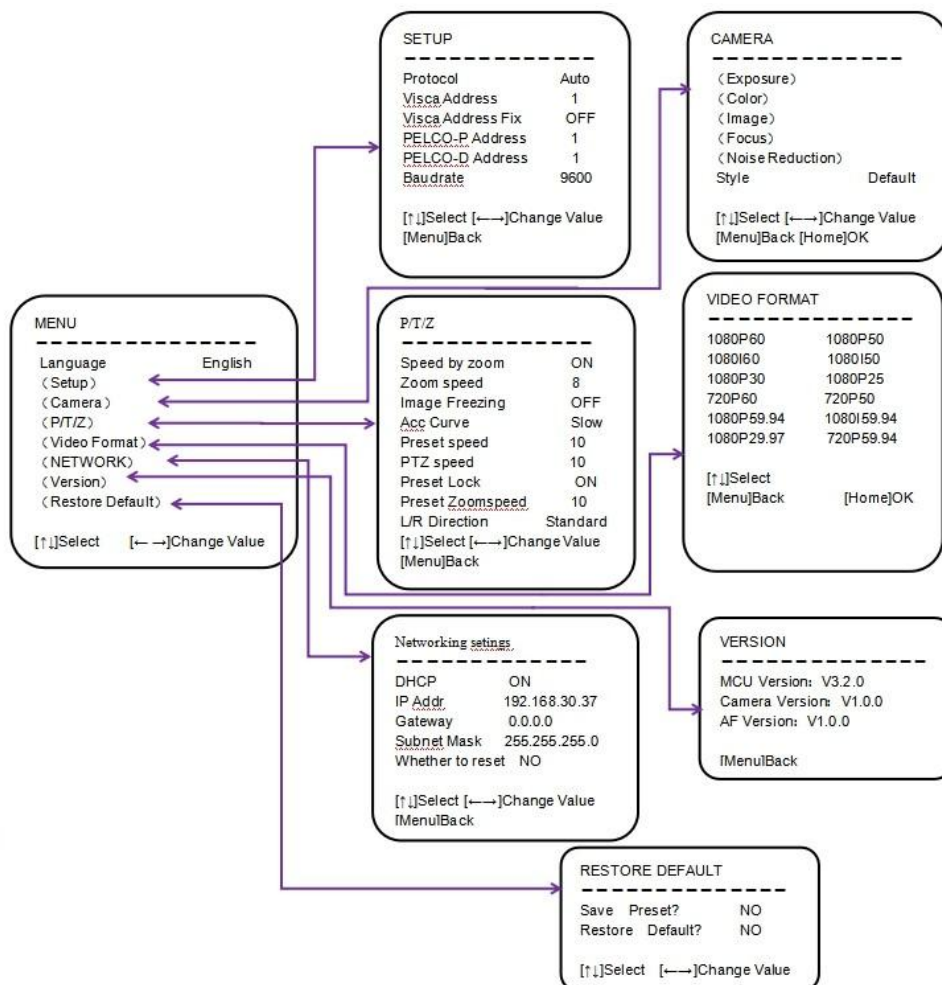 SETUP
Protocol Auto
Visca Address 1
Visca Address Fix OFF
PELCO-P Address 1
PELCO-D Address 1
Baudrate 9600
[↑↓]Select [←→]Change Value
[Menu]Back
CAMERA
(Exposure)
(Color)
(Image)
(Focus)
(Noise Reduction)
Style Default
[↑↓]Select [←→]Change Value
[Menu]Back [Home]OK
MENU
Language English
(Setup)
(Camera)
(P/T/Z)
(Video Format)
(NETWORK)
(Version)
(Restore Default)
[↑↓]Select [← →]Change Value
P/T/Z
Speed by zoom ON
Zoom speed 8
Image Freezing OFF
Acc Curve Slow
Preset speed 10
PTZ speed 10
Preset Lock ON
Preset Zoomspeed 10
L/R Direction Standard
[↑↓]Select [←→]Change Value
[Menu]Back
VIDEO FORMAT
1080P60 1080P50
1080I60 1080I50
1080P30 1080P25
720P60 720P50
1080P59.94 1080I59.94
1080P29.97 720P59.94
[↑↓]Select
[Menu]Back [Home]OK
Networking setings
DHCP ON
IP Addr 192.168.30.37
Gateway 0.0.0.0
Subnet Mask 255.255.255.0
Whether to reset NO
[↑↓]Select [←→]Change Value
[Menu]Back
VERSION
MCU Version: V3.2.0
Camera Version: V1.0.0
AF Version: V1.0.0
[Menu]Back
RESTORE DEFAULT
Save Preset? NO
Restore Default? NO
[↑↓]Select [←→]Change Value